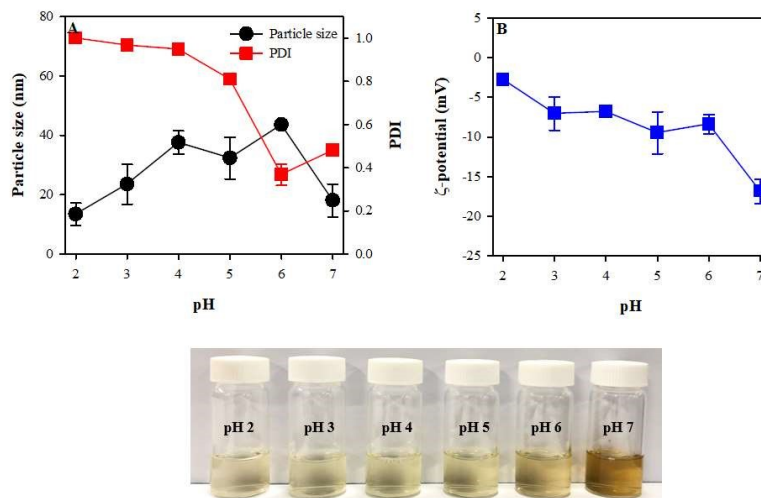 A
Particle size
PDI
80
60
40
20
0
Particle size (nm)
1.0
0.8
0.6
0.4
0.2
0.0
PDI
2 3 4 5 6 7
pH
B
0
-5
-10
-15
-20
-25
ζ-potential (mV)
2 3 4 5 6 7
pH
pH 2 pH 3 pH 4 pH 5 pH 6 pH 7